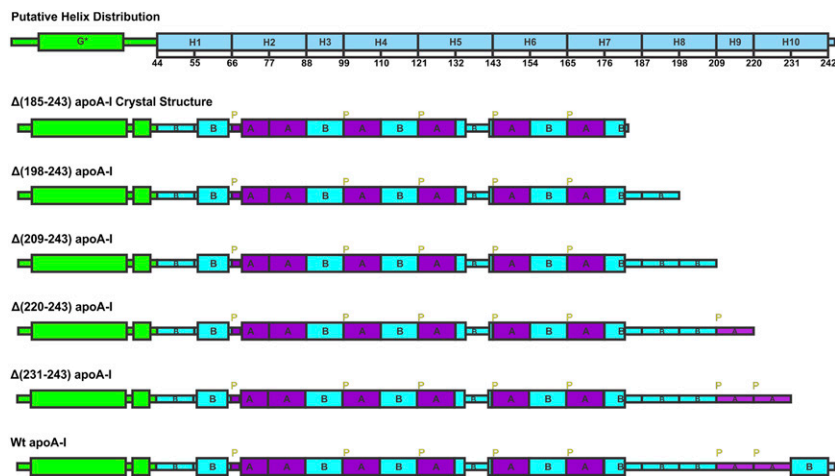 Putative Helix Distribution
G* H1 H2 H3 H4 H5 H6 H7 H8 H9 H10
44 55 66 77 88 99 110 121 132 143 154 165 187 198 209 220 231 242
Δ(185-243) apoA-I Crystal Structure
P P P P P
B B A A B A B A B A B A B
Δ(198-243) apoA-I
P P P P P
B B A A B A B A B A B A B B
Δ(209-243) apoA-I
P P P P P
B B A A B A B A B A B A B B B
Δ(220-243) apoA-I
P P P P P P
B B A A B A B A B A B A B B B A
Δ(231-243) apoA-I
P P P P P P P
B B A A B A B A B A B A B B B A A
Wt apoA-I
P P P P P P P
B B A A B A B A B A B A B B B A A B